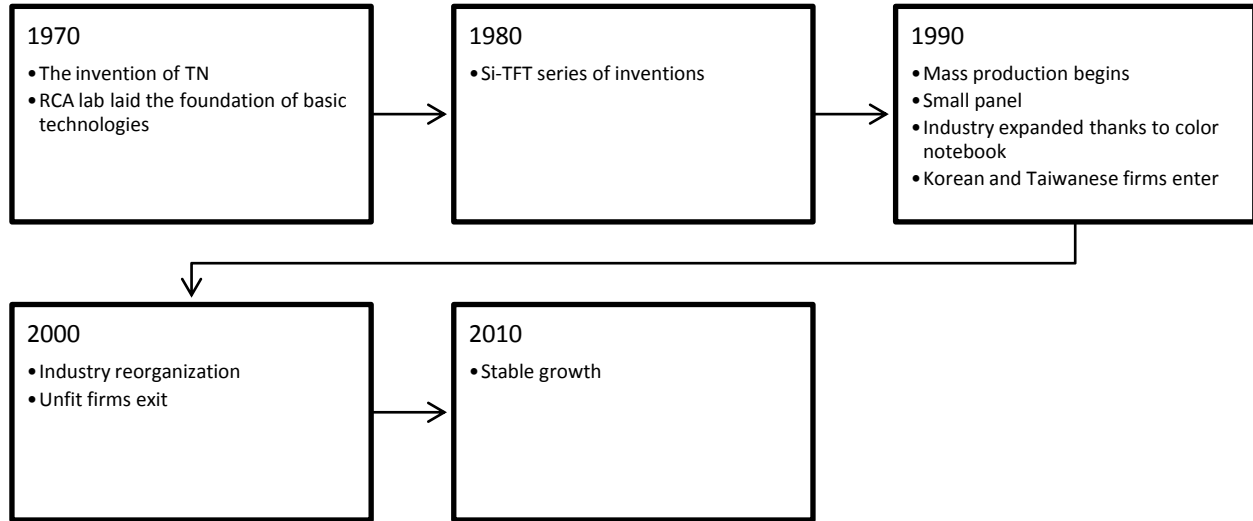 1970
• The invention of TN
• RCA lab laid the foundation of basic
technologies
1980
• Si-TFT series of inventions
1990
• Mass production begins
• Small panel
• Industry expanded thanks to color
notebook
• Korean and Taiwanese firms enter
2000
• Industry reorganization
• Unfit firms exit
2010
• Stable growth